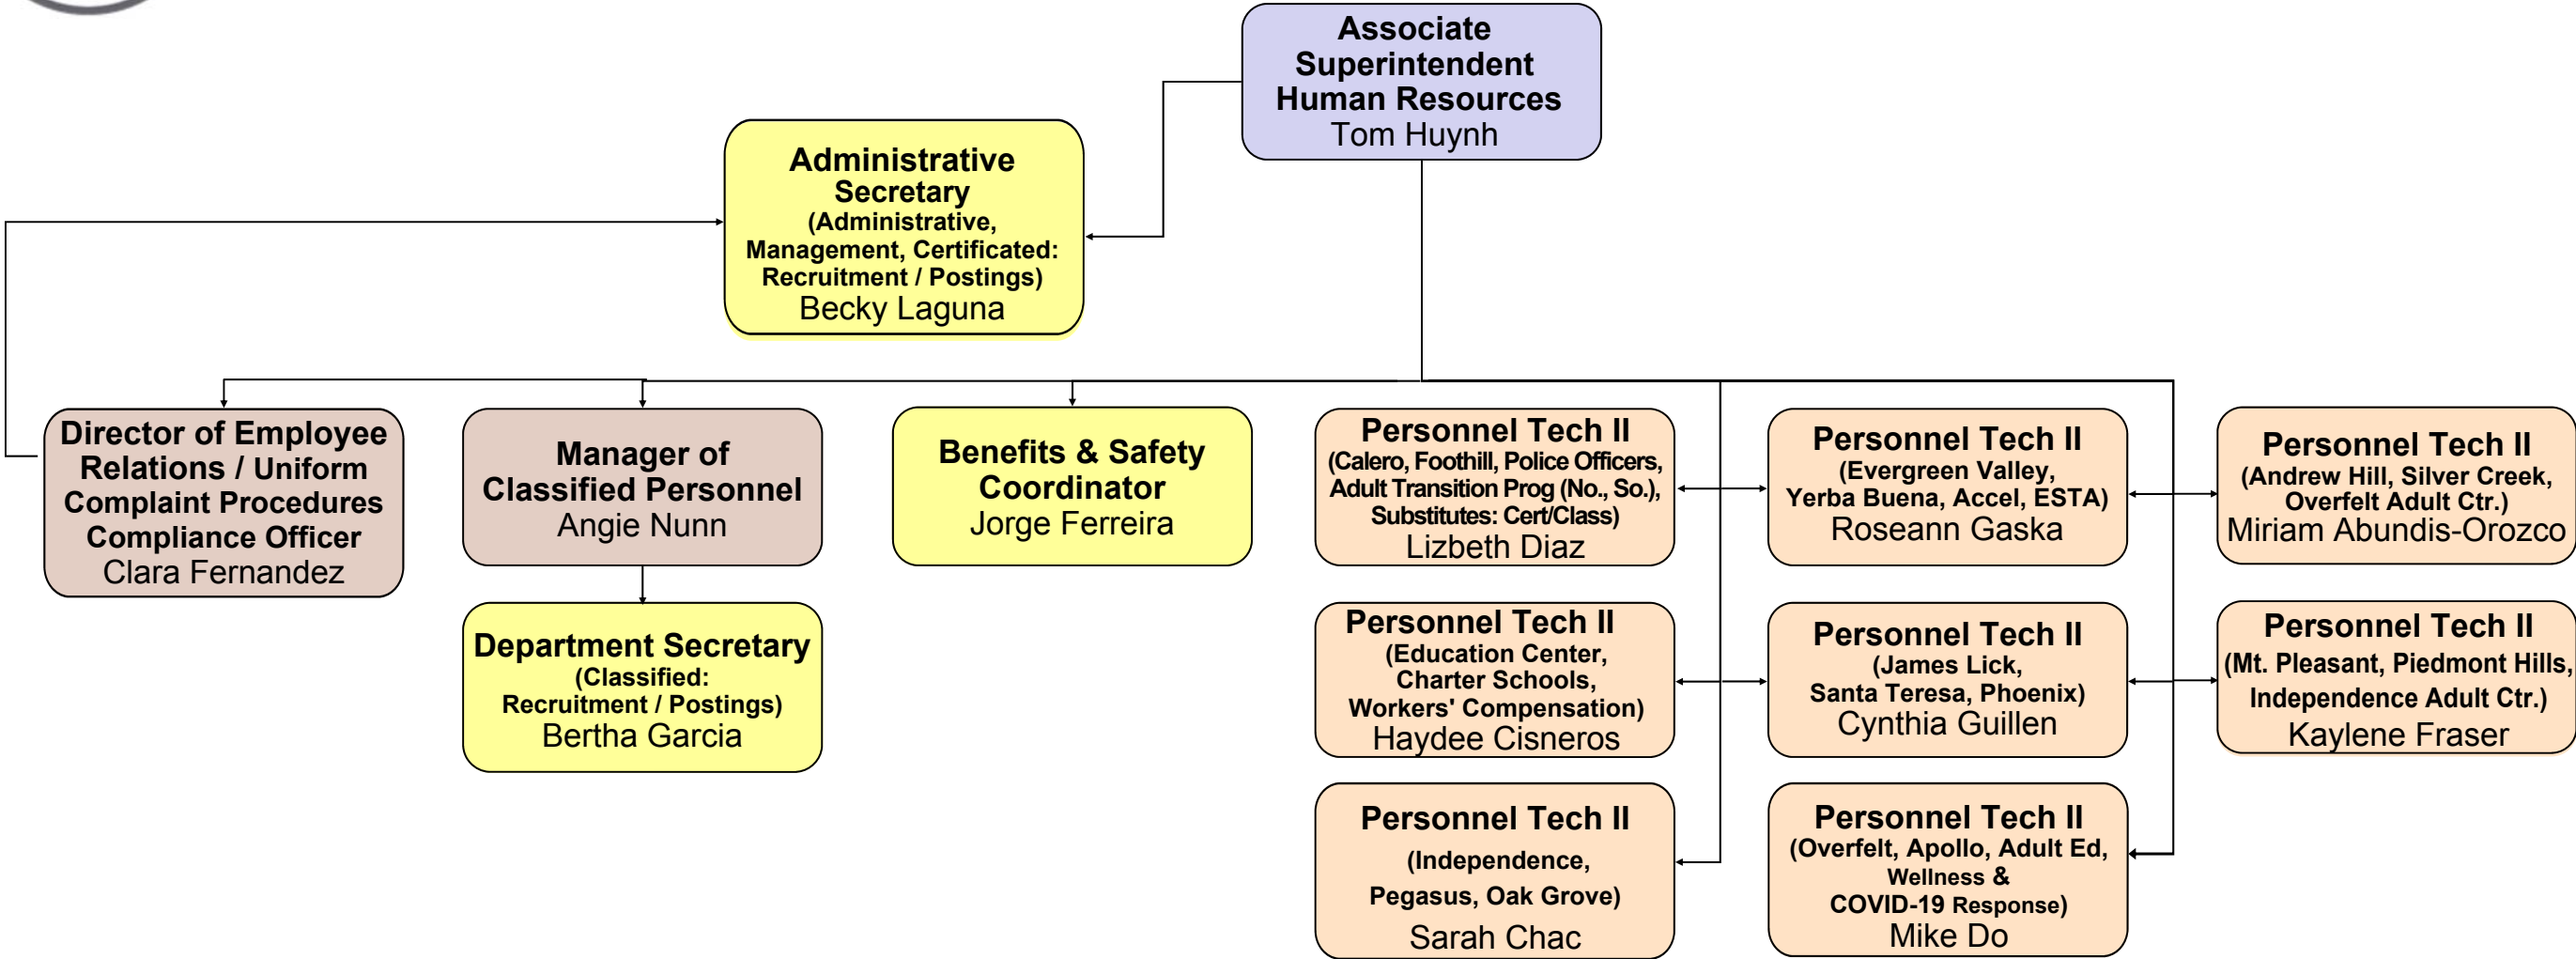 Associate
Superintendent
Human Resources
Tom Huynh
Administrative
Secretary
(Administrative,
Management, Certificated:
Recruitment / Postings)
Becky Laguna
Director of Employee
Relations / Uniform
Complaint Procedures
Compliance Officer
Clara Fernandez
Manager of
Classified Personnel
Angie Nunn
Department Secretary
(Classified:
Recruitment / Postings)
Bertha Garcia
Benefits & Safety
Coordinator
Jorge Ferreira
Personnel Tech II
(Calero, Foothill, Police Officers,
Adult Transition Prog (No., So.),
Substitutes: Cert/Class)
Lizbeth Diaz
Personnel Tech II
(Evergreen Valley,
Yerba Buena, Accel, ESTA)
Roseann Gaska
Personnel Tech II
(Andrew Hill, Silver Creek,
Overfelt Adult Ctr.)
Miriam Abundis-Orozco
Personnel Tech II
(Education Center,
Charter Schools,
Workers' Compensation)
Haydee Cisneros
Personnel Tech II
(James Lick,
Santa Teresa, Phoenix)
Cynthia Guillen
Personnel Tech II
(Mt. Pleasant, Piedmont Hills,
Independence Adult Ctr.)
Kaylene Fraser
Personnel Tech II
(Independence,
Pegasus, Oak Grove)
Sarah Chac
Personnel Tech II
(Overfelt, Apollo, Adult Ed,
Wellness &
COVID-19 Response)
Mike Do